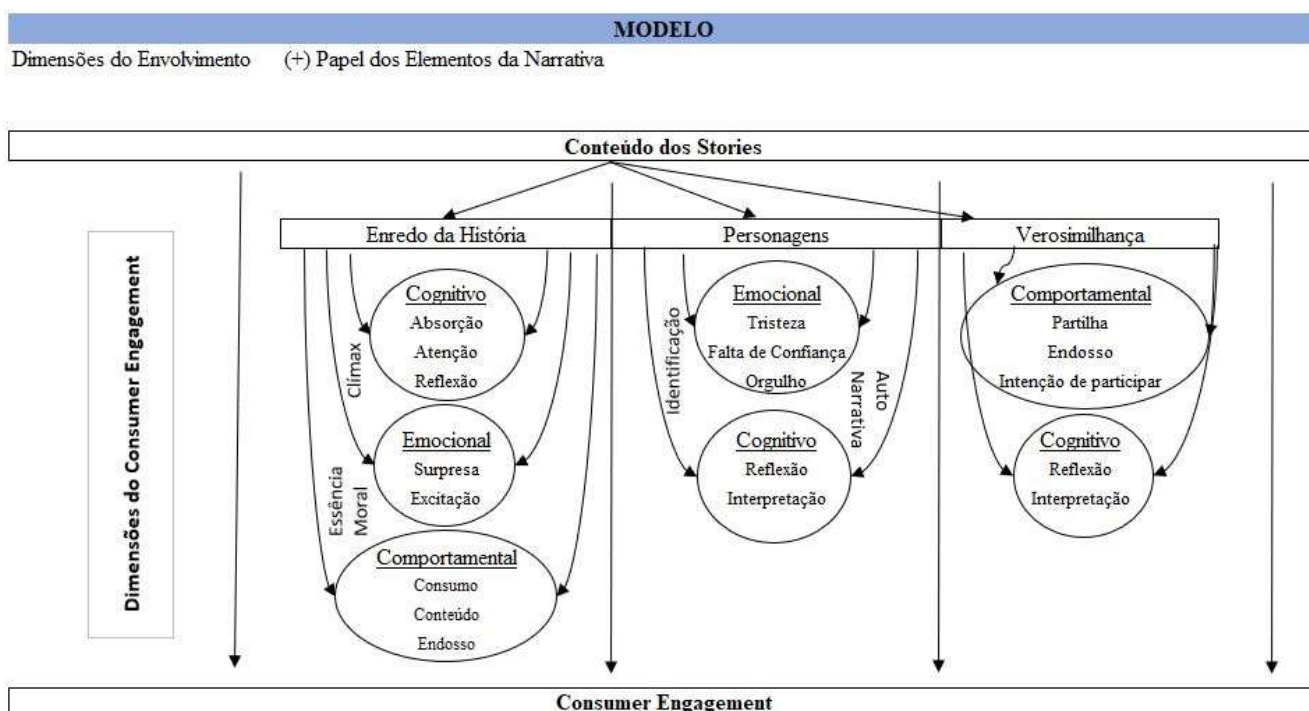 MODELO
Dimensões do Envolvimento (+) Papel dos Elementos da Narrativa
Conteúdo dos Stories
Dimensões do Consumer Engagement
Enredo da História
Clímax
Essência
Moral
Cognitivo
Absorção
Atenção
Reflexão
Emocional
Surpresa
Excitação
Comportamental
Consumo
Conteúdo
Endosso
Personagens
Identificação
Auto
Narrativa
Emocional
Tristeza
Falta de Confiança
Orgulho
Cognitivo
Reflexão
Interpretação
Verosimilhança
Comportamental
Partilha
Endosso
Intenção de participar
Cognitivo
Reflexão
Interpretação
Consumer Engagement